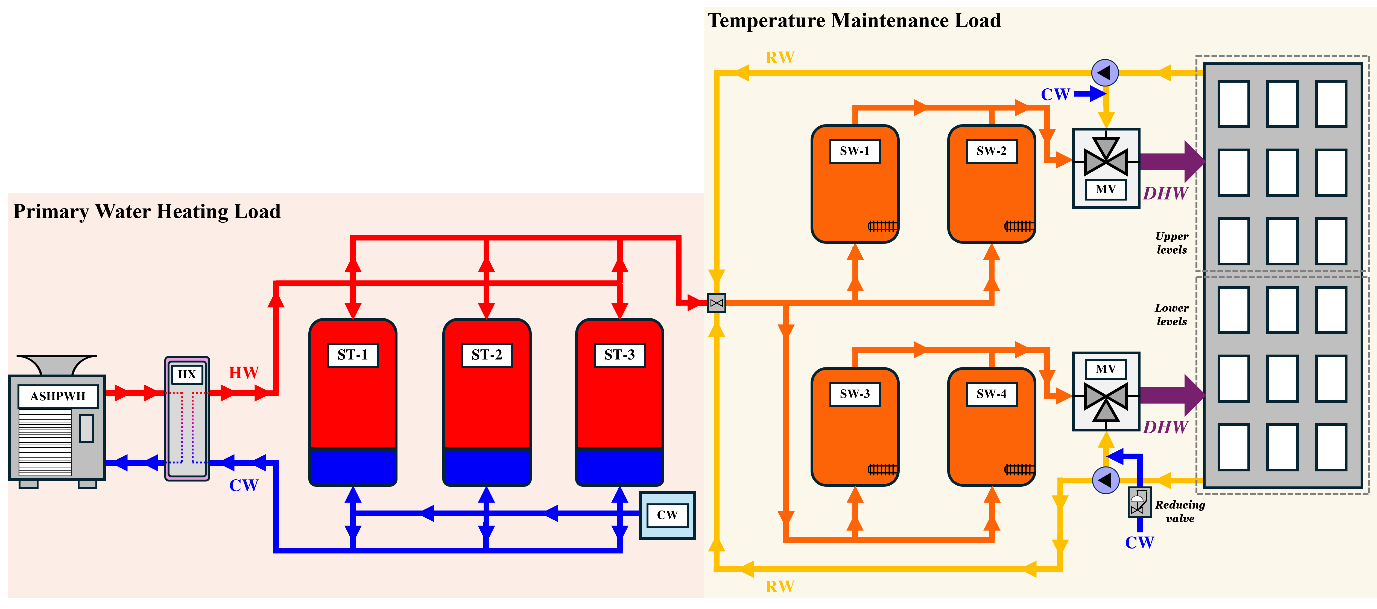 Temperature Maintenance Load
RW
CW
SW-1
SW-2
MV
DHW
Primary Water Heating Load
Upper
levels
Lower
levels
ST-1
ST-2
ST-3
HX
HW
ASHPWH
MV
SW-3
SW-4
DHW
CW
CW
Reducing
valve
CW
RW